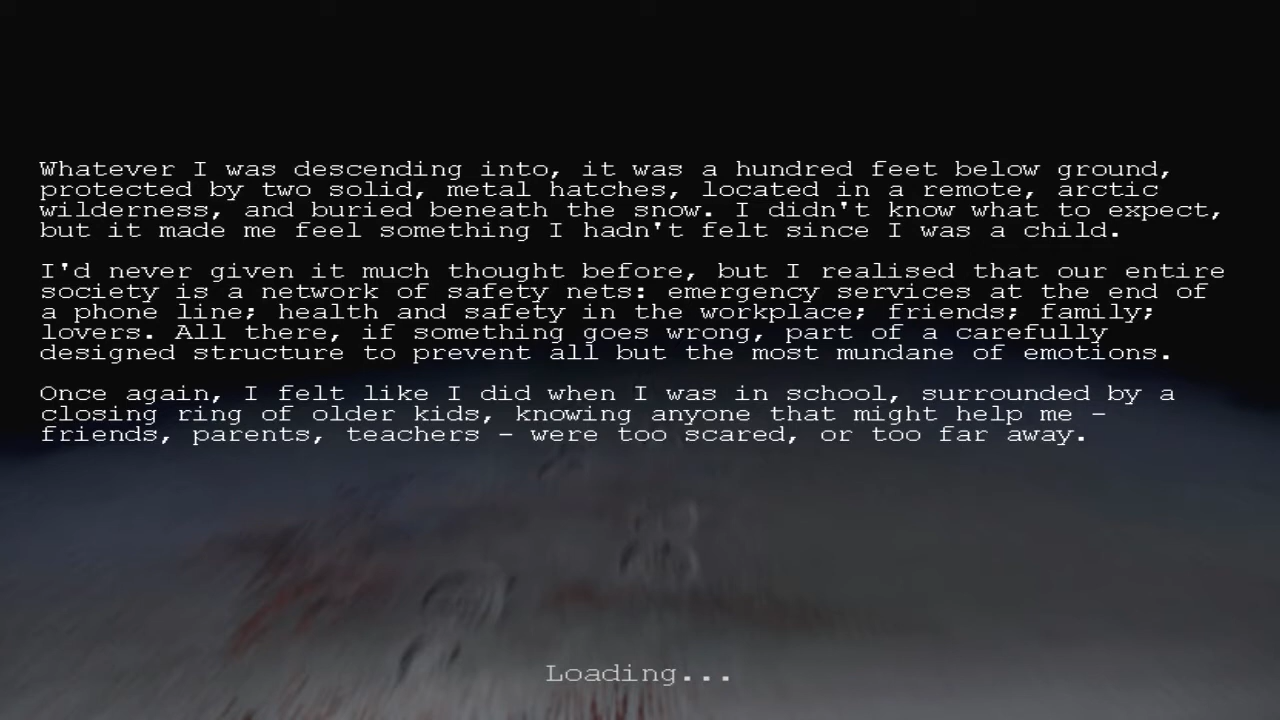 Whatever I was descending into, it was a hundred feet below ground,
protected by two solid, metal hatches, located in a remote, arctic
wilderness, and buried beneath the snow. I didn't know what to expect,
but it made me feel something I hadn't felt since I was a child.
I'd never given it much thought before, but I realised that our entire
society is a network of safety nets: emergency services at the end of
a phone line; health and safety in the workplace; friends; family;
lovers. All there, if something goes wrong, part of a carefully
designed structure to prevent all but the most mundane of emotions.
Once again, I felt like I did when I was in school, surrounded by a
closing ring of older kids, knowing anyone that might help me -
friends, parents, teachers - were too scared, or too far away.
Loading...